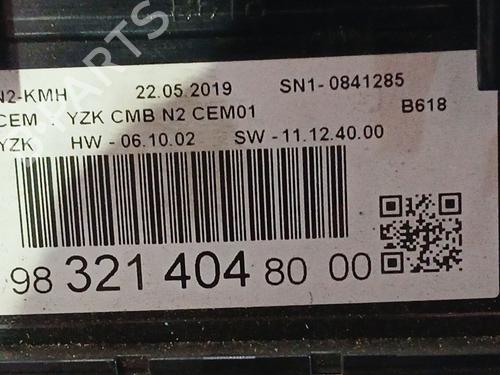 N2-KMH 22.05.2019 SN1-0841285
CEM . YZK CMB N2 CEM01 B618
YZK HW - 06.10.02 SW - 11.12.40.00
98 321 404 80 00